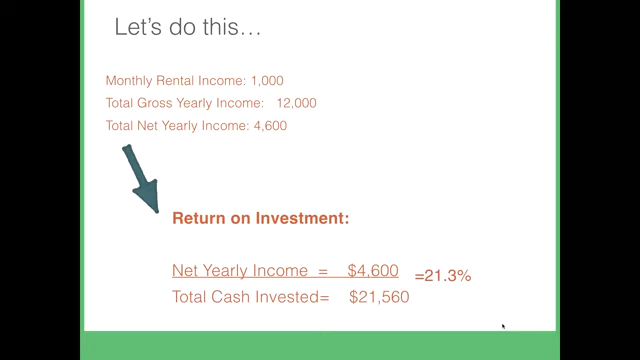 Let's do this…
Monthly Rental Income: 1,000
Total Gross Yearly Income: 12,000
Total Net Yearly Income: 4,600
Return on Investment:
Net Yearly Income = $4,600 =21.3%
Total Cash Invested= $21,560